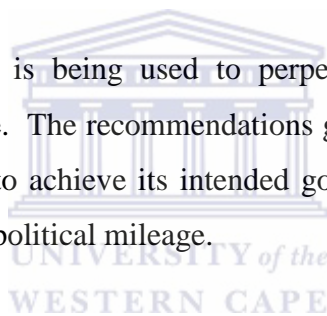 is being used to perpe
e. The recommendations g
to achieve its intended go
political mileage.
UNIVERSITY of the
WESTERN CAPE